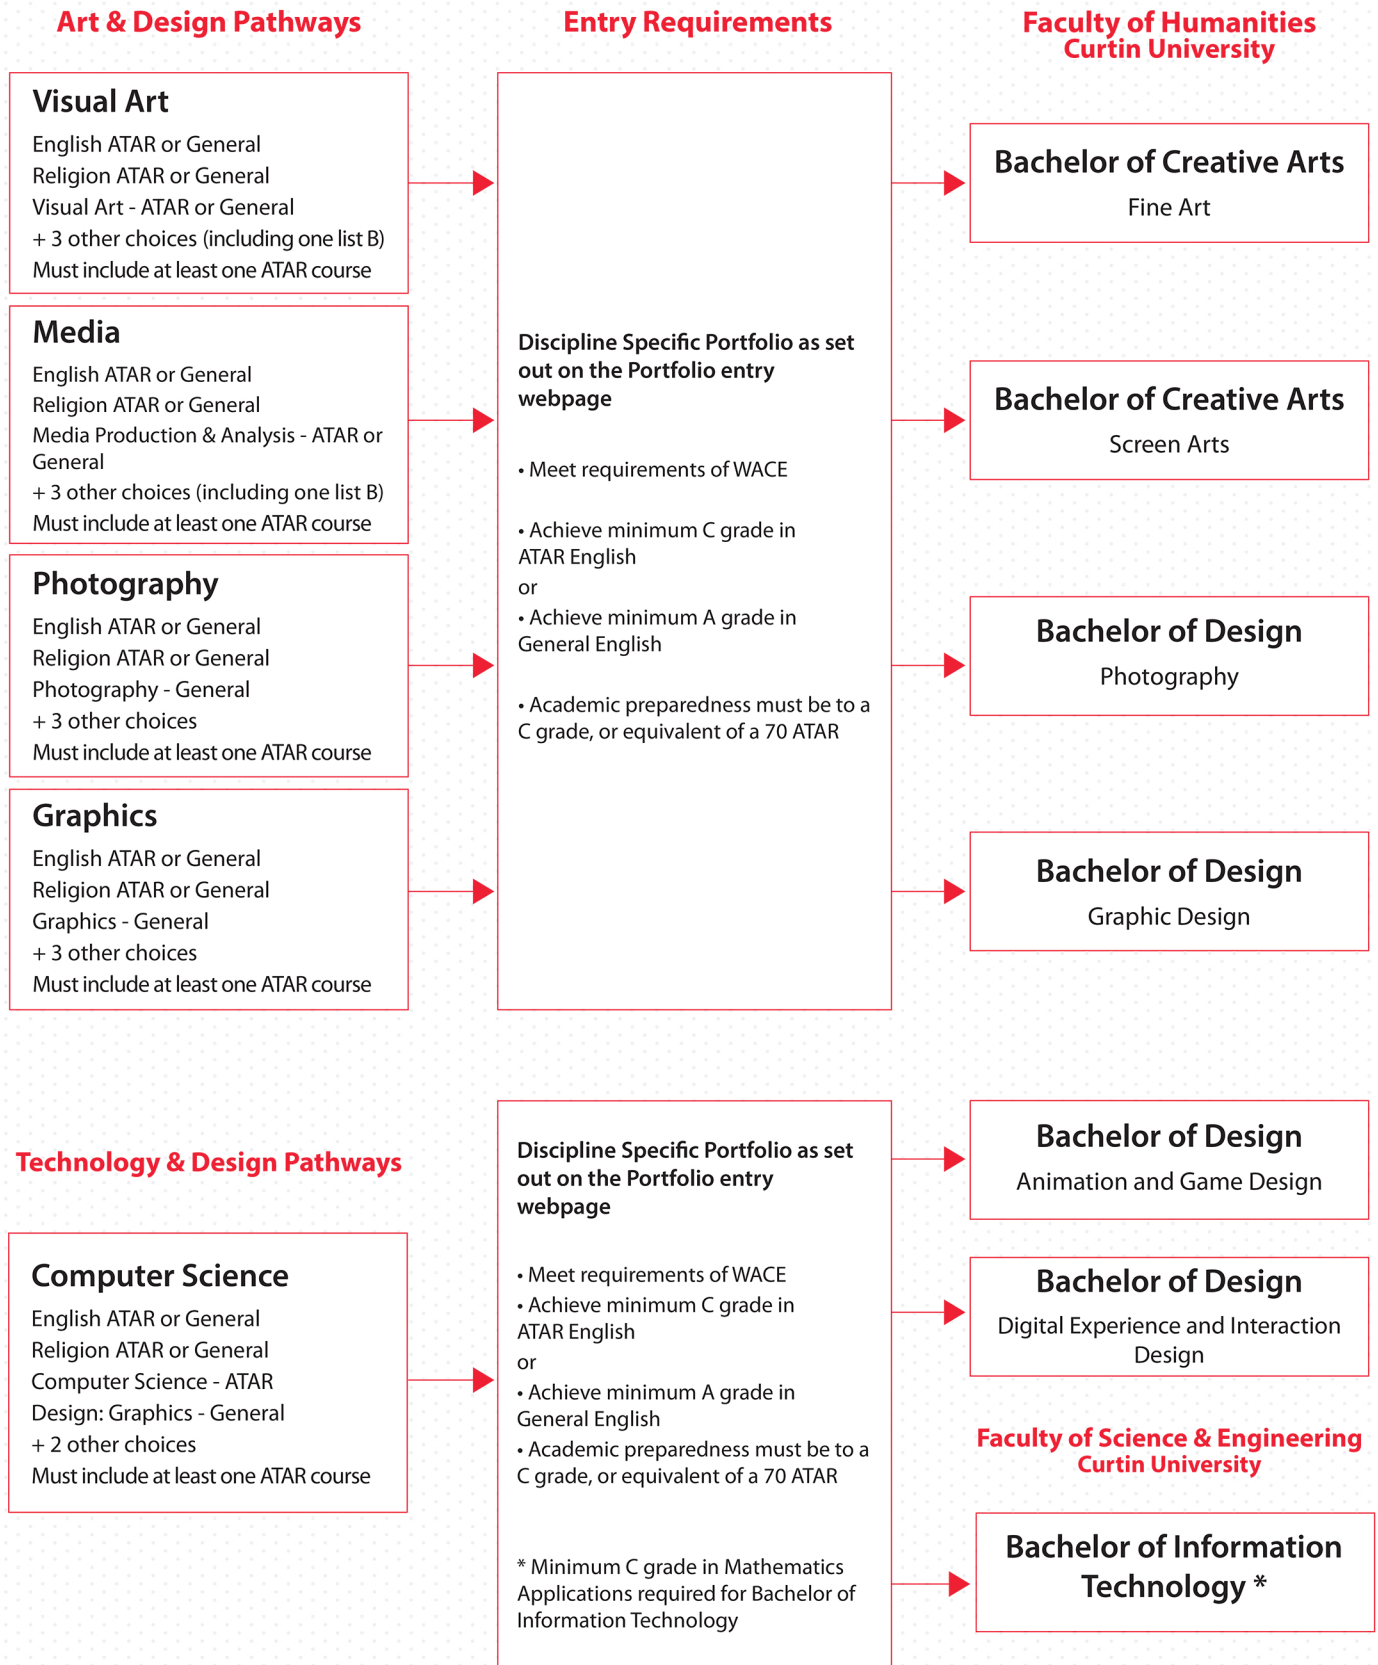 Art & Design Pathways
Visual Art
English ATAR or General
Religion ATAR or General
Visual Art - ATAR or General
+ 3 other choices (including one list B)
Must include at least one ATAR course
Media
English ATAR or General
Religion ATAR or General
Media Production & Analysis - ATAR or
General
+ 3 other choices (including one list B)
Must include at least one ATAR course
Photography
English ATAR or General
Religion ATAR or General
Photography - General
+ 3 other choices
Must include at least one ATAR course
Graphics
English ATAR or General
Religion ATAR or General
Graphics - General
+ 3 other choices
Must include at least one ATAR course
Entry Requirements
Discipline Specific Portfolio as set
out on the Portfolio entry
webpage
• Meet requirements of WACE
• Achieve minimum C grade in
ATAR English
or
• Achieve minimum A grade in
General English
• Academic preparedness must be to a
C grade, or equivalent of a 70 ATAR
Faculty of Humanities
Curtin University
Bachelor of Creative Arts
Fine Art
Bachelor of Creative Arts
Screen Arts
Bachelor of Design
Photography
Bachelor of Design
Graphic Design
Technology & Design Pathways
Computer Science
English ATAR or General
Religion ATAR or General
Computer Science - ATAR
Design: Graphics - General
+ 2 other choices
Must include at least one ATAR course
Discipline Specific Portfolio as set
out on the Portfolio entry
webpage
• Meet requirements of WACE
• Achieve minimum C grade in
ATAR English
or
• Achieve minimum A grade in
General English
• Academic preparedness must be to a
C grade, or equivalent of a 70 ATAR
* Minimum C grade in Mathematics
Applications required for Bachelor of
Information Technology
Bachelor of Design
Animation and Game Design
Bachelor of Design
Digital Experience and Interaction
Design
Faculty of Science & Engineering
Curtin University
Bachelor of Information
Technology *